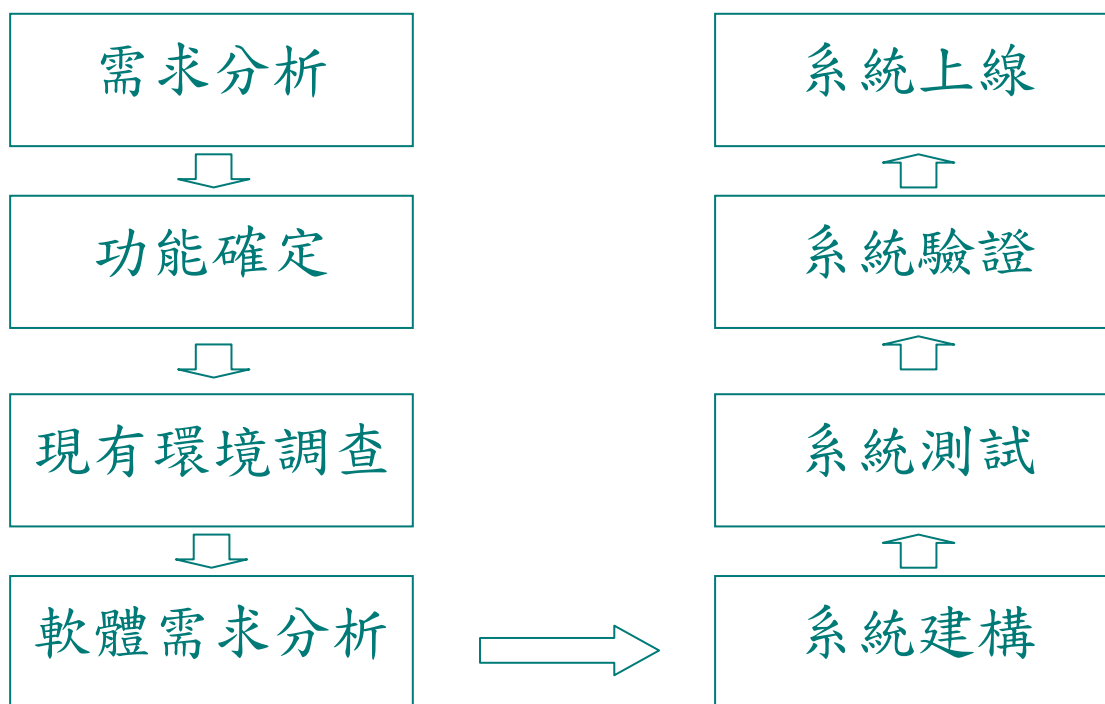 需求分析
功能確定
現有環境調查
軟體需求分析
系統建構
系統測試
系統驗證
系統上線